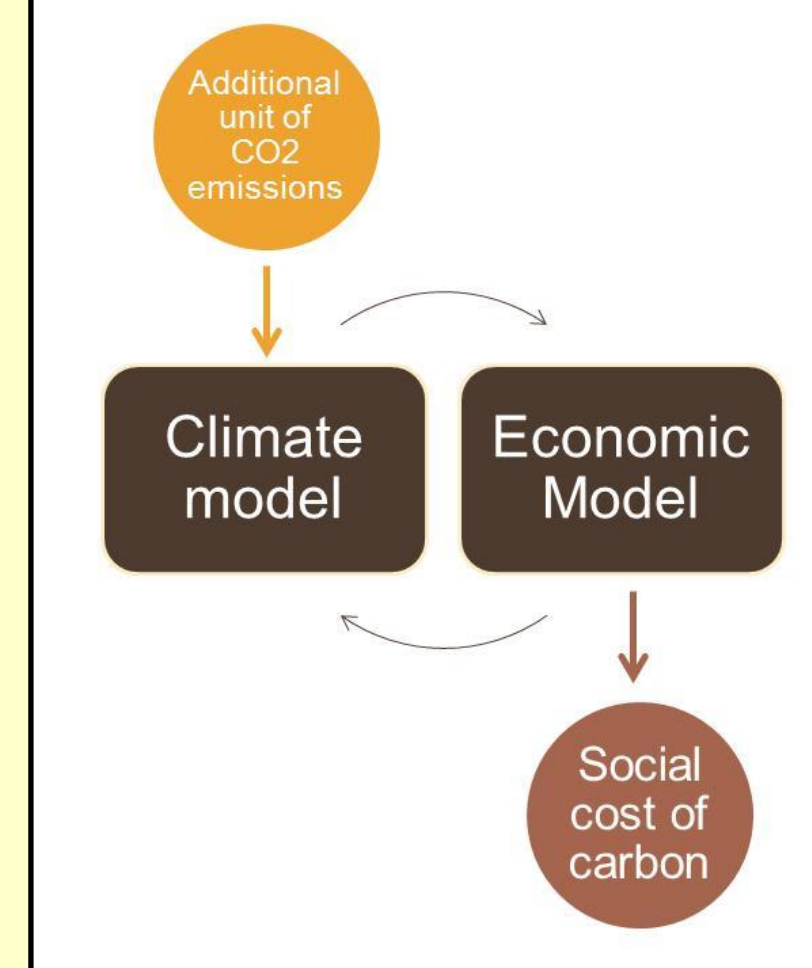 Additional
unit of
CO2
emissions
Climate
model
Economic
Model
Social
cost of
carbon